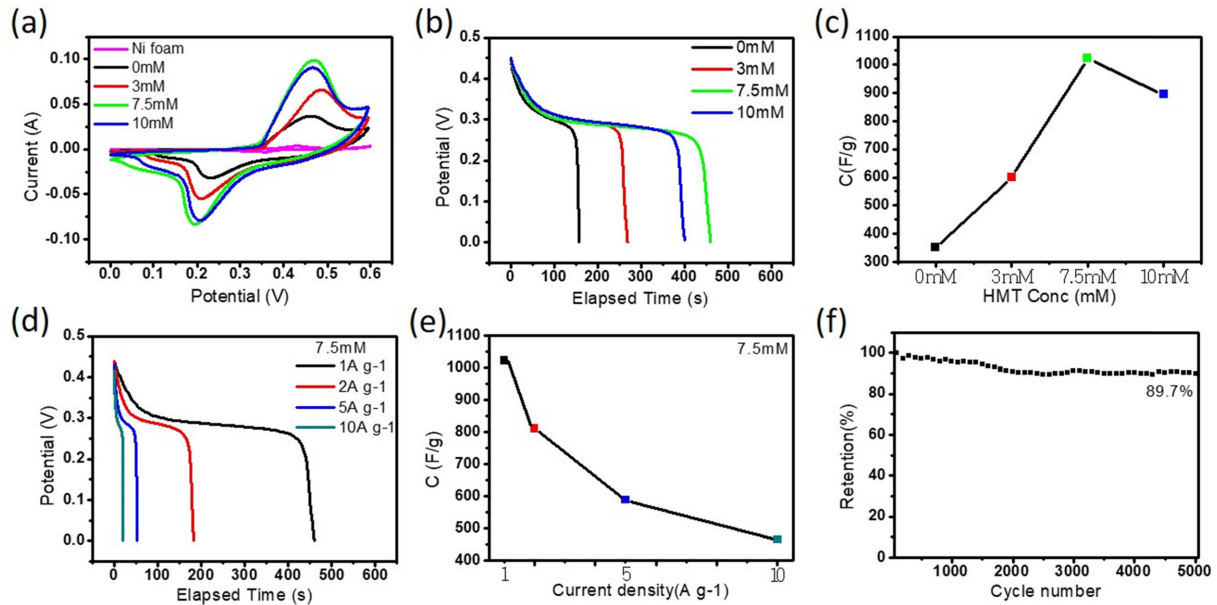 (a)
Ni foam
0mM
3mM
7.5mM
10mM
0.10
0.05
0.00
-0.05
-0.10
Current (A)
0.0 0.1 0.2 0.3 0.4 0.5 0.6
Potential (V)
(b)
0mM
3mM
7.5mM
10mM
0.5
0.4
0.3
0.2
0.1
0.0
Potential (V)
0 100 200 300 400 500 600
Elapsed Time (s)
(c)
1100
1000
900
800
700
600
500
400
300
C(F/g)
0mM 3mM 7.5mM 10mM
HMT Conc (mM)
(d)
7.5mM
1A g-1
2A g-1
5A g-1
10A g-1
0.5
0.4
0.3
0.2
0.1
0.0
Potential (V)
0 100 200 300 400 500 600
Elapsed Time (s)
(e)
7.5mM
1100
1000
900
800
700
600
500
400
C (F/g)
1 5 10
Current density(A g-1)
(f)
100
80
60
40
20
0
Retention(%)
89.7%
1000 2000 3000 4000 5000
Cycle number